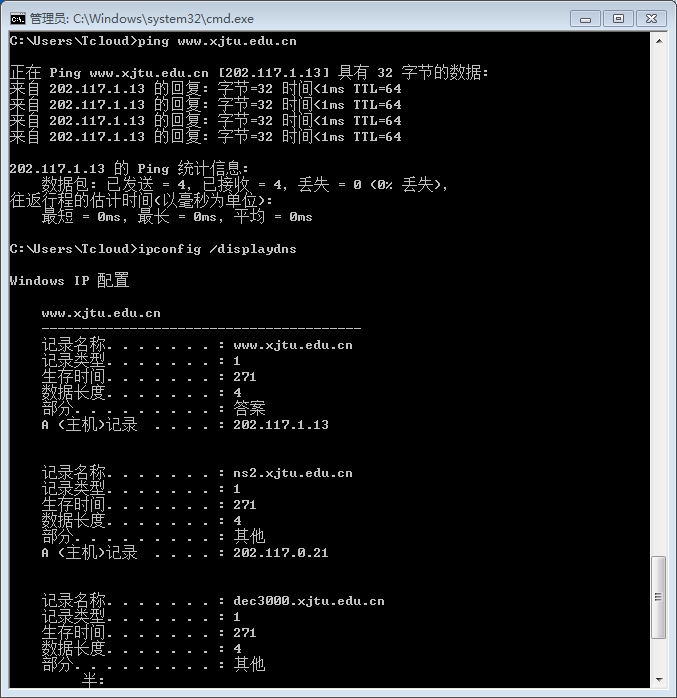 管理员: C:\Windows\system32\cmd.exe
C:\Users\Tcloud>ping www.xjtu.edu.cn
正在 Ping www.xjtu.edu.cn [202.117.1.13] 具有 32 字节的数据:
来自 202.117.1.13 的回复: 字节=32 时间<1ms TTL=64
来自 202.117.1.13 的回复: 字节=32 时间<1ms TTL=64
来自 202.117.1.13 的回复: 字节=32 时间<1ms TTL=64
来自 202.117.1.13 的回复: 字节=32 时间<1ms TTL=64
202.117.1.13 的 Ping 统计信息:
数据包: 已发送 = 4, 已接收 = 4, 丢失 = 0 (0% 丢失),
往返行程的估计时间(以毫秒为单位):
最短 = 0ms, 最长 = 0ms, 平均 = 0ms
C:\Users\Tcloud>ipconfig /displaydns
Windows IP 配置
www.xjtu.edu.cn
----------------------------------------
记录名称. . . . . . . : www.xjtu.edu.cn
记录类型. . . . . . . : 1
生存时间. . . . . . . : 271
数据长度. . . . . . . : 4
部分. . . . . . . . . : 答案
A (主机)记录 . . . . : 202.117.1.13
记录名称. . . . . . . : ns2.xjtu.edu.cn
记录类型. . . . . . . : 1
生存时间. . . . . . . : 271
数据长度. . . . . . . : 4
部分. . . . . . . . . : 其他
A (主机)记录 . . . . : 202.117.0.21
记录名称. . . . . . . : dec3000.xjtu.edu.cn
记录类型. . . . . . . : 1
生存时间. . . . . . . : 271
数据长度. . . . . . . : 4
部分. . . . . . . . . : 其他
半: